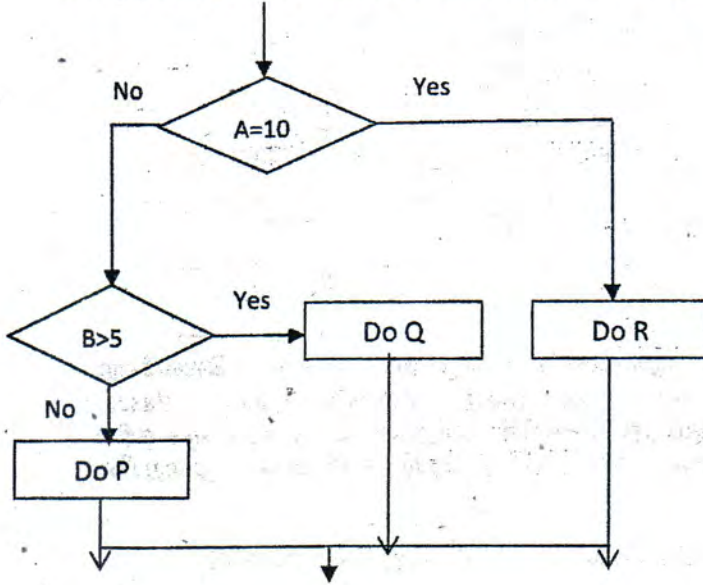 No
Yes
A=10
Yes
B>5
Do Q
Do R
No
Do P